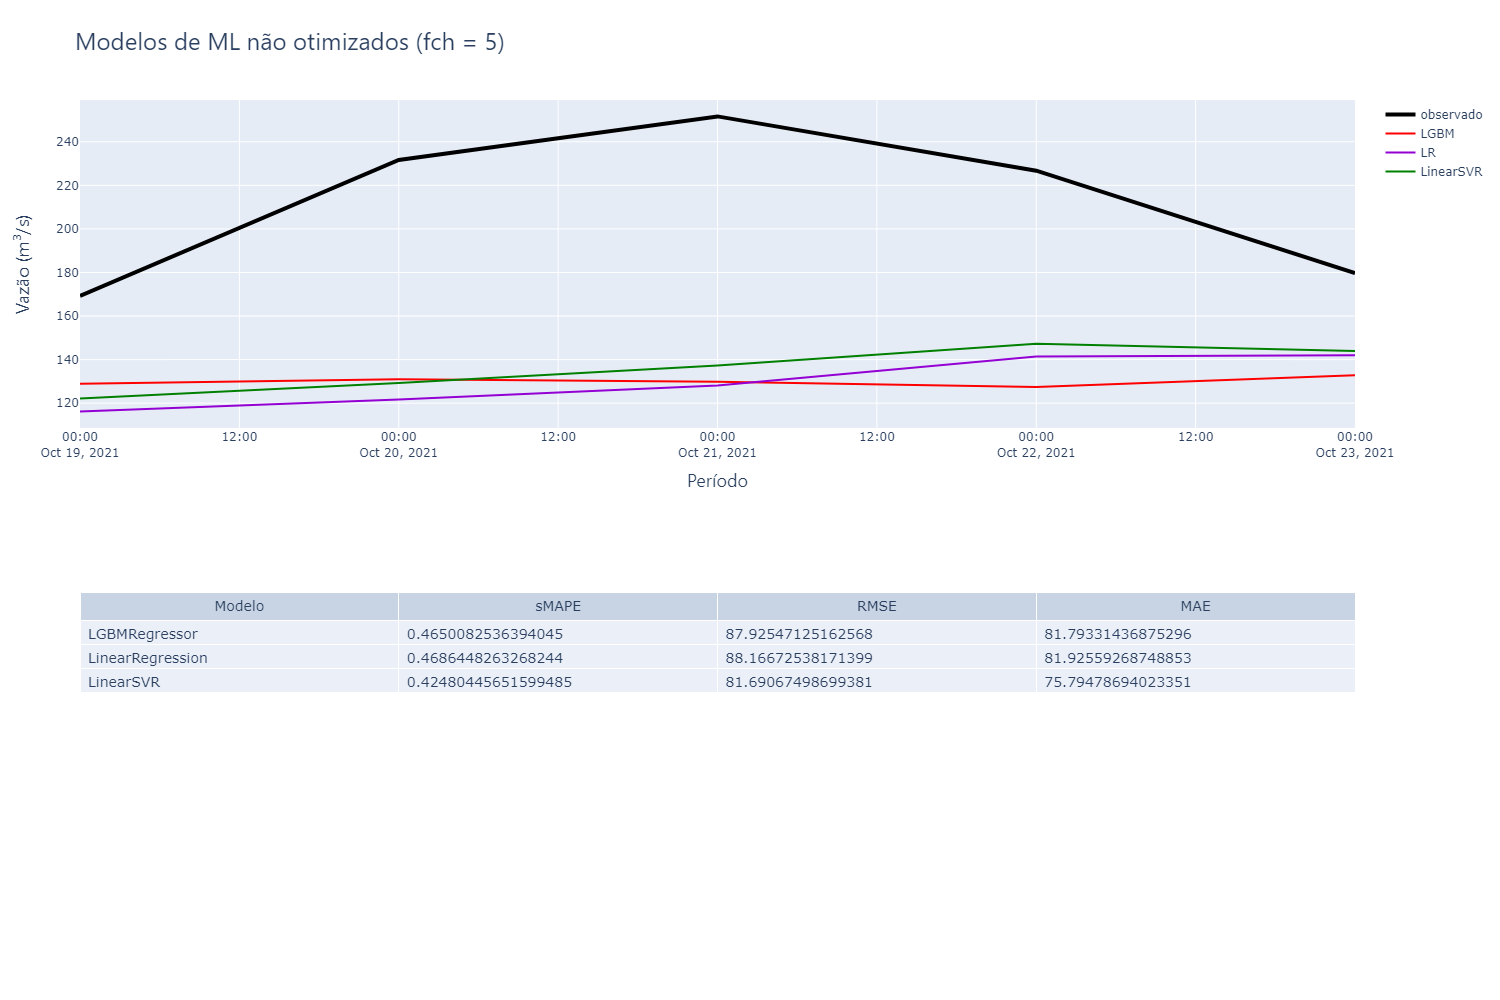 Modelos de ML não otimizados (fch = 5)
observado
LGBM
LR
LinearSVR
Vazão (m³/s)
240
220
200
180
160
140
120
00:00 12:00 00:00 12:00 00:00 12:00 00:00 12:00 00:00
Oct 19, 2021 Oct 20, 2021 Oct 21, 2021 Oct 22, 2021 Oct 23, 2021
Período
Modelo sMAPE RMSE MAE
LGBMRegressor 0.4650082536394045 87.92547125162568 81.79331436875296
LinearRegression 0.4686448263268244 88.16672538171399 81.92559268748853
LinearSVR 0.42480445651599485 81.69067498699381 75.79478694023351